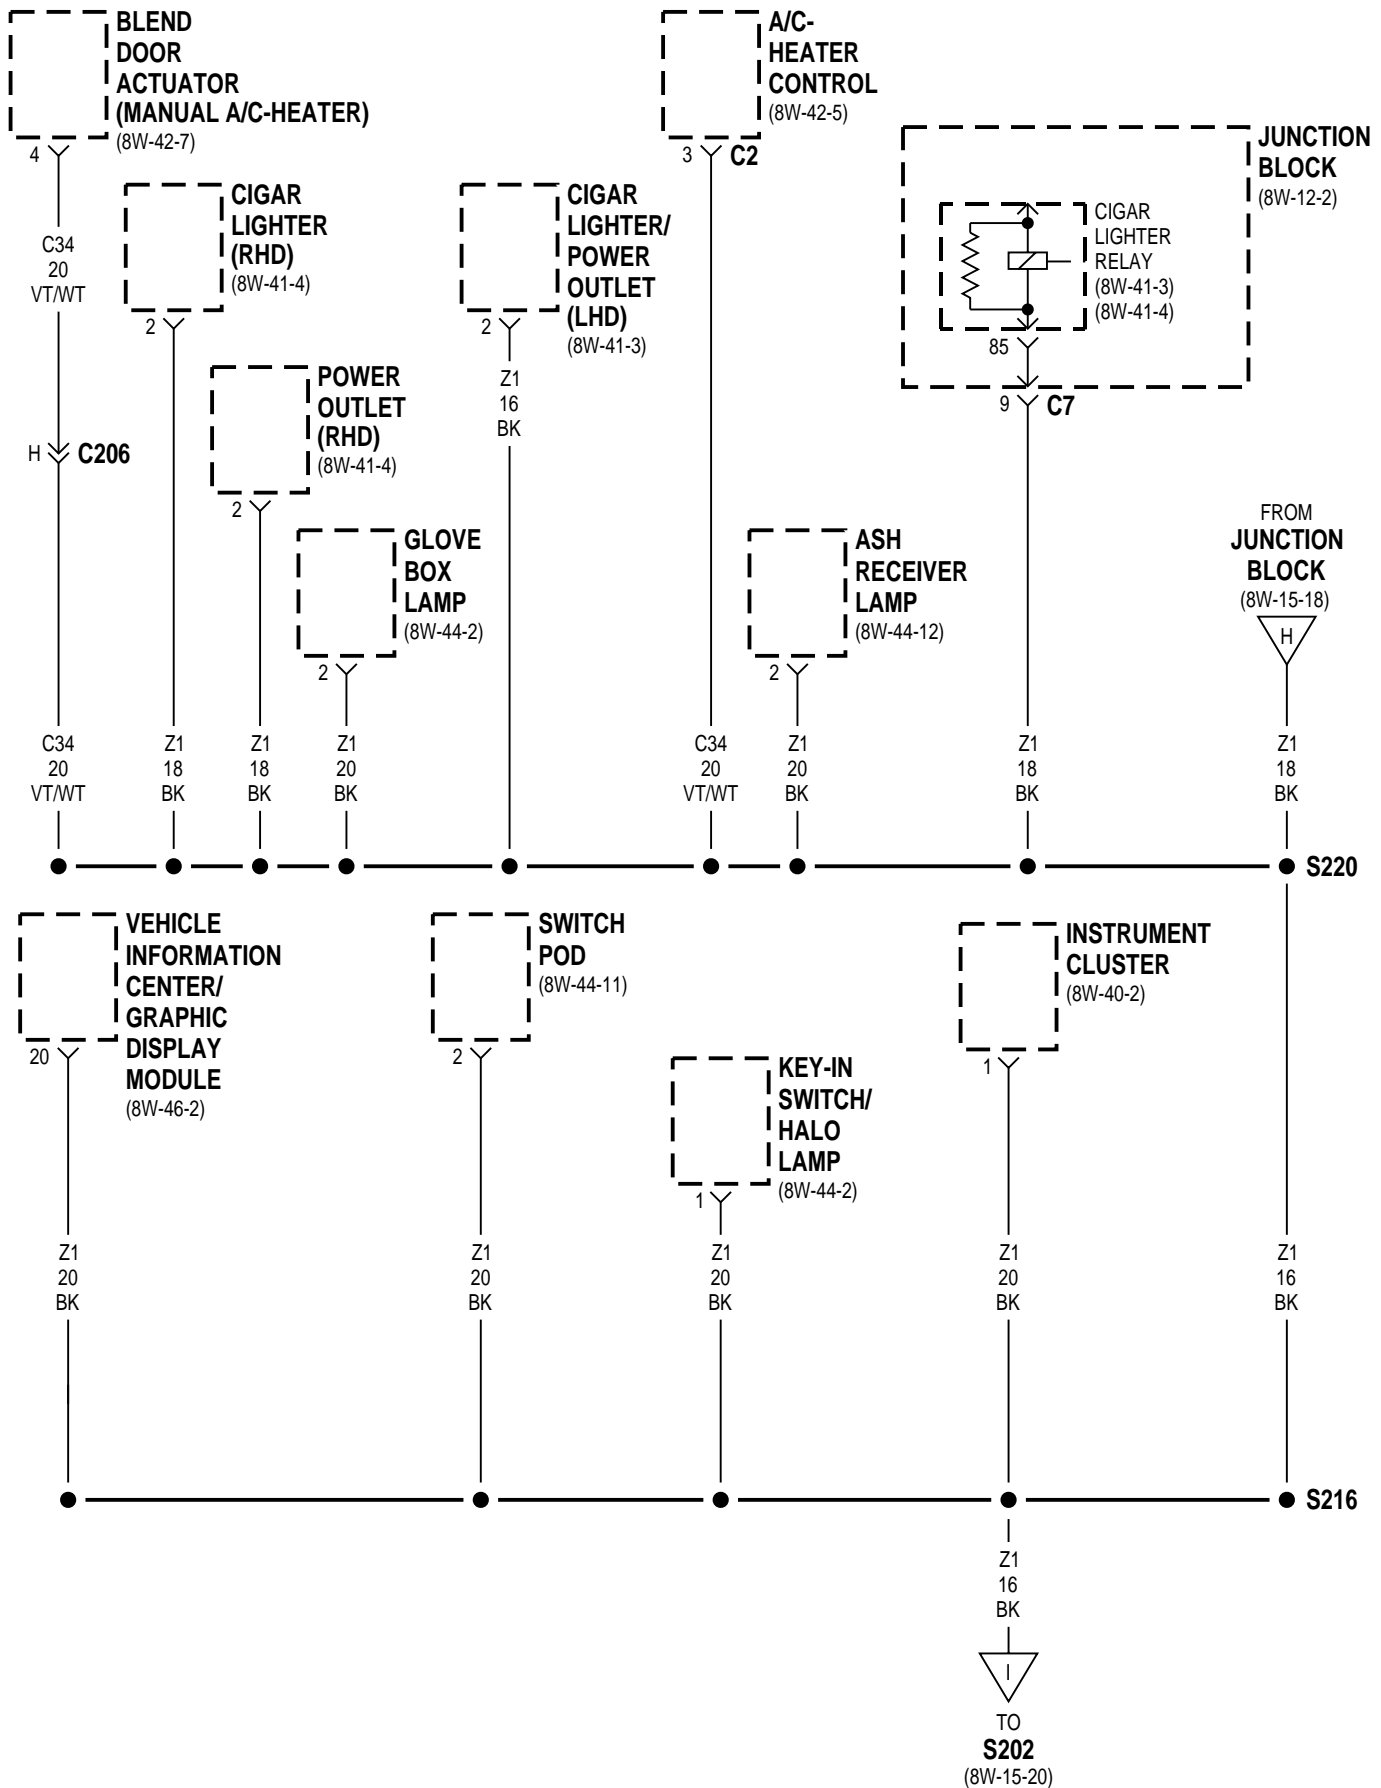 BLEND
DOOR
ACTUATOR
(MANUAL A/C-HEATER)
(8W-42-7)
4
C34
20
VT/WT
H
C206
CIGAR
LIGHTER
(RHD)
(8W-41-4)
2
POWER
OUTLET
(RHD)
(8W-41-4)
2
GLOVE
BOX
LAMP
(8W-44-2)
2
CIGAR
LIGHTER/
POWER
OUTLET
(LHD)
(8W-41-3)
2
Z1
16
BK
A/C-
HEATER
CONTROL
(8W-42-5)
3
C2
ASH
RECEIVER
LAMP
(8W-44-12)
2
JUNCTION
BLOCK
(8W-12-2)
CIGAR
LIGHTER
RELAY
(8W-41-3)
(8W-41-4)
85
9
C7
FROM
JUNCTION
BLOCK
(8W-15-18)
H
C34
20
VT/WT
Z1
18
BK
Z1
18
BK
Z1
20
BK
C34
20
VT/WT
Z1
20
BK
Z1
18
BK
Z1
18
BK
S220
VEHICLE
INFORMATION
CENTER/
GRAPHIC
DISPLAY
MODULE
(8W-46-2)
20
SWITCH
POD
(8W-44-11)
2
KEY-IN
SWITCH/
HALO
LAMP
(8W-44-2)
1
INSTRUMENT
CLUSTER
(8W-40-2)
1
Z1
20
BK
Z1
20
BK
Z1
20
BK
Z1
20
BK
Z1
16
BK
S216
Z1
16
BK
I
TO
S202
(8W-15-20)